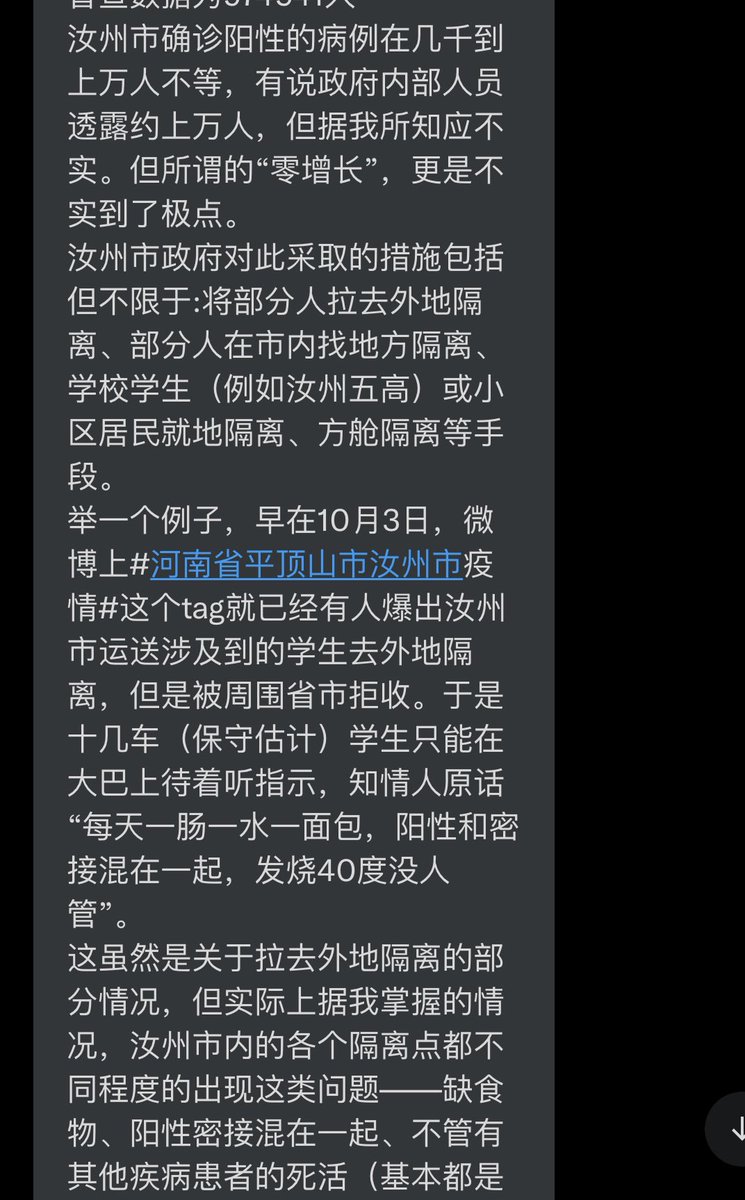 汝州市确诊阳性的病例在几千到
上万人不等，有说政府内部人员
透露约上万人，但据我所知应不
实。但所谓的“零增长”，更是不
实到了极点。
汝州市政府对此采取的措施包括
但不限于:将部分人拉去外地隔
离、部分人在市内找地方隔离、
学校学生（例如汝州五高）或小
区居民就地隔离、方舱隔离等手
段。
举一个例子，早在10月3日，微
博上#河南省平顶山市汝州市疫
情#这个tag就已经有人爆出汝州
市运送涉及到的学生去外地隔
离，但是被周围省市拒收。于是
十几车（保守估计）学生只能在
大巴上待着听指示，知情人原话
“每天一肠一水一面包，阳性和密
接混在一起，发烧40度没人
管”。
这虽然是关于拉去外地隔离的部
分情况，但实际上据我掌握的情
况，汝州市内的各个隔离点都不
同程度的出现这类问题——缺食
物、阳性密接混在一起、不管有
其他疾病患者的死活（基本都是